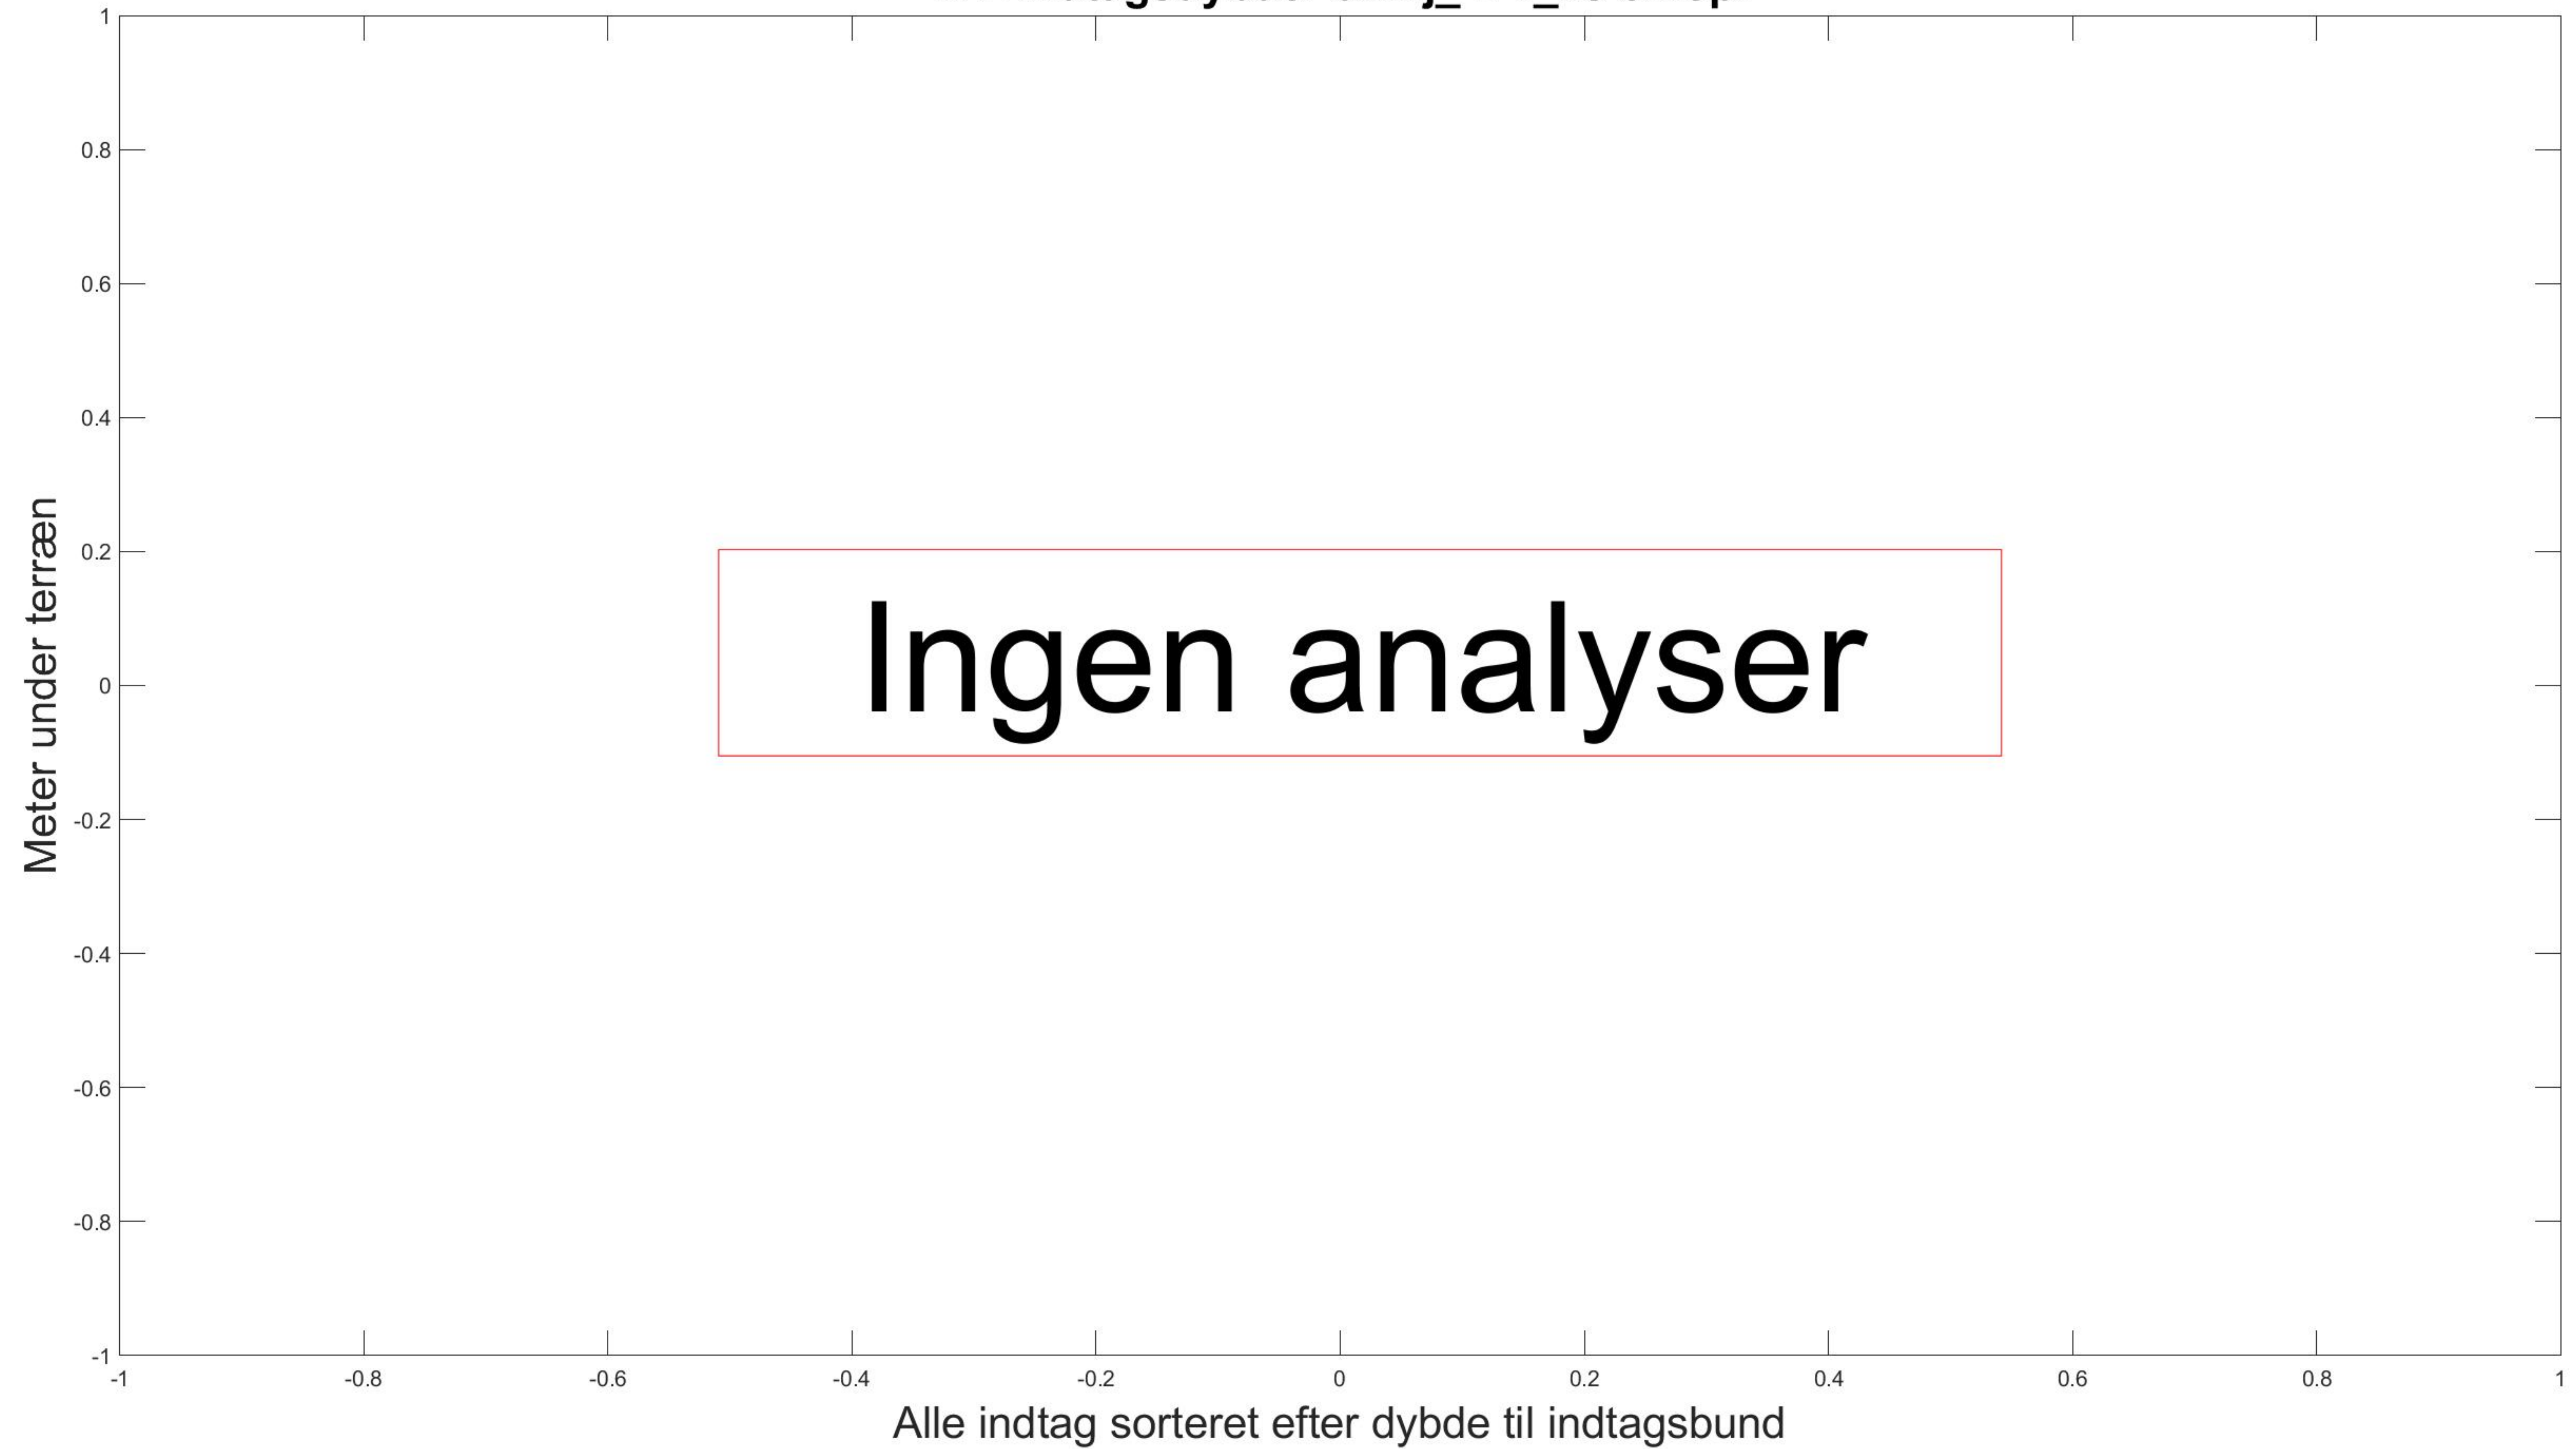 1
0.8
0.6
0.4
0.2
0
-0.2
-0.4
-0.6
-0.8
-1
Meter under terræn
Ingen analyser
-1 -0.8 -0.6 -0.4 -0.2 0 0.2 0.4 0.6 0.8 1
Alle indtag sorteret efter dybde til indtagsbund